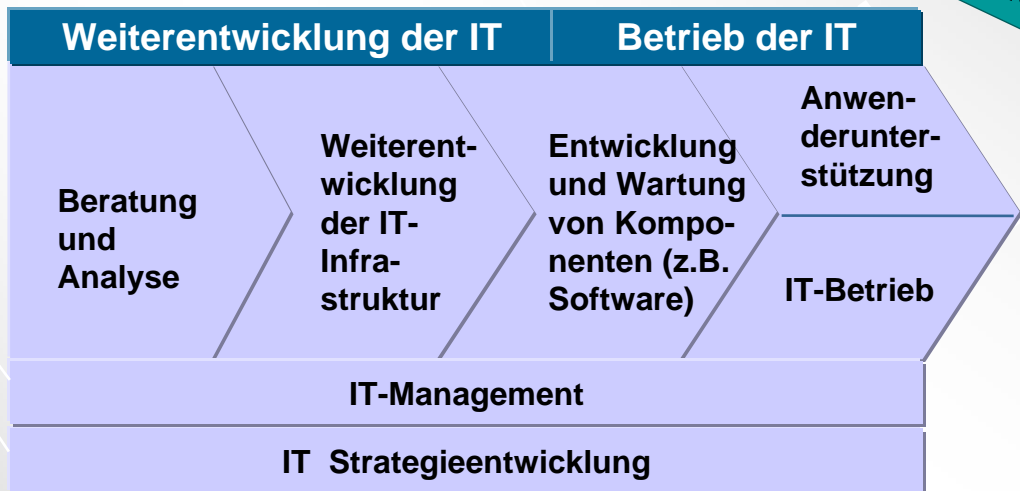 Weiterentwicklung der IT
Betrieb der IT
Beratung
und
Analyse
Weiterent-
wicklung
der IT-
Infra-
struktur
Entwicklung
und Wartung
von Kompo-
nenten (z.B.
Software)
Anwen-
derunter-
stützung
IT-Betrieb
IT-Management
IT Strategieentwicklung